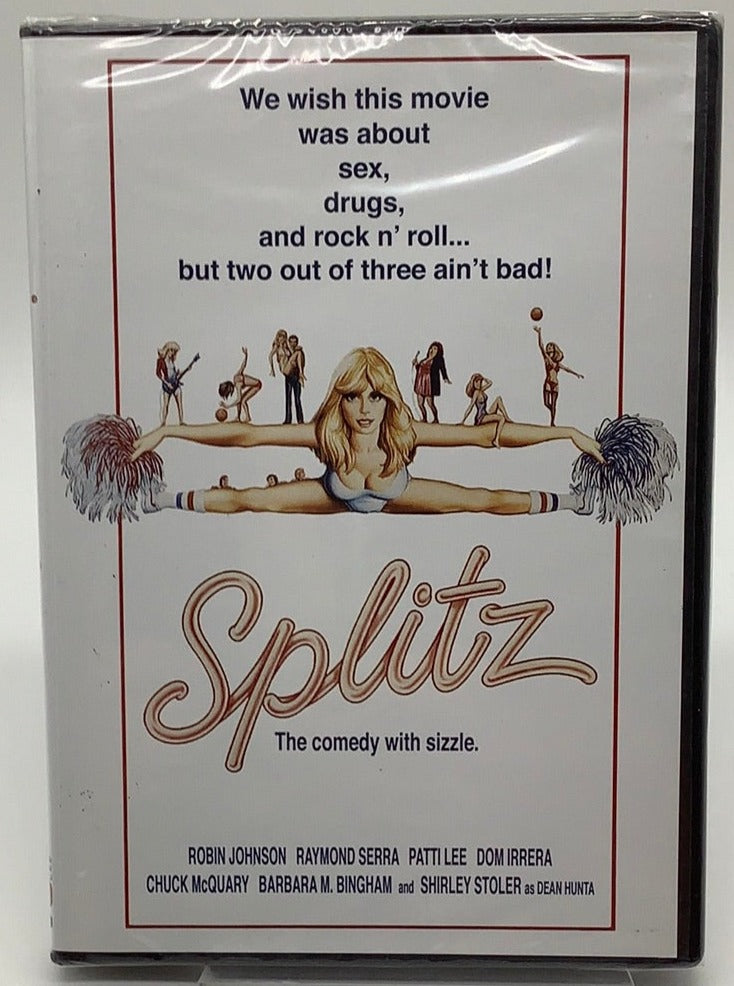 We wish this movie
was about
sex,
drugs,
and rock n' roll...
but two out of three ain't bad!
Splitz
The comedy with sizzle.
ROBIN JOHNSON RAYMOND SERRA PATTI LEE DOM IRRERA
CHUCK McQUARY BARBARA M. BINGHAM and SHIRLEY STOLER as DEAN HUNTA